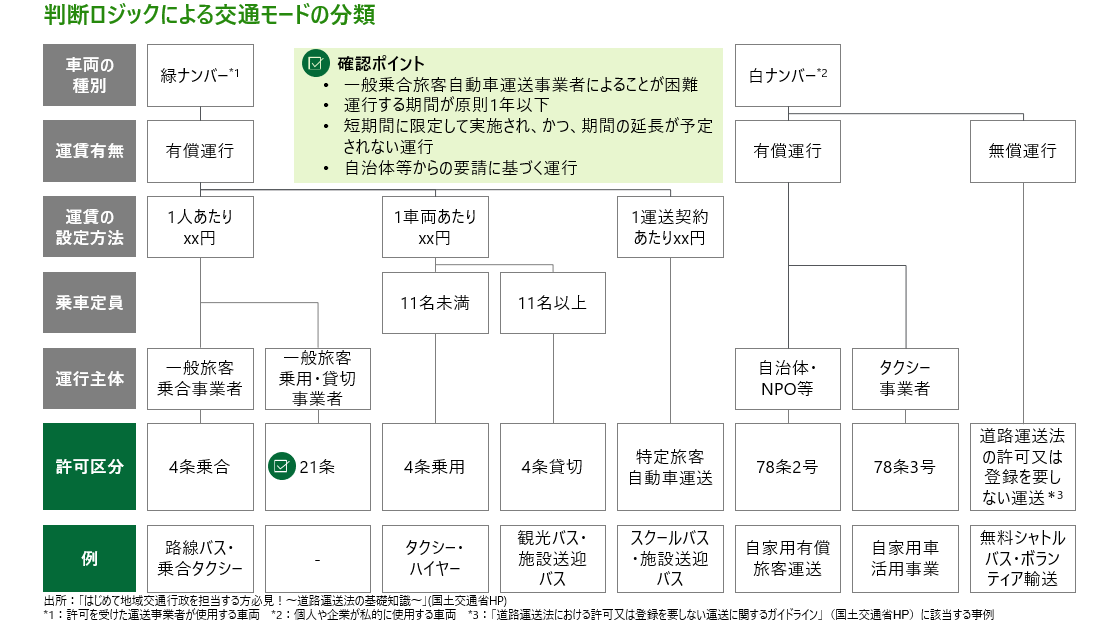 判断ロジックによる交通モードの分類
車両の
種別
緑ナンバー*1
確認ポイント
• 一般乗合旅客自動車運送事業者によることが困難
• 運行する期間が原則1年以下
• 短期間に限定して実施され、かつ、期間の延長が予定
されない運行
• 自治体等からの要請に基づく運行
白ナンバー*2
運賃有無
有償運行
有償運行
無償運行
運賃の
設定方法
1人あたり
xx円
1車両あたり
xx円
1運送契約
あたりxx円
乗車定員
11名未満
11名以上
運行主体
一般旅客
乗合事業者
一般旅客
乗用・貸切
事業者
自治体・
NPO等
タクシー
事業者
許可区分
4条乗合
21条
4条乗用
4条貸切
特定旅客
自動車運送
78条2号
78条3号
道路運送法
の許可又は
登録を要し
ない運送*3
例
路線バス・
乗合タクシー
-
タクシー・
ハイヤー
観光バス・
施設送迎
バス
スクールバス
・施設送迎
バス
自家用有償
旅客運送
自家用車
活用事業
無料シャトル
バス・ボラン
ティア輸送
出所：「はじめて地域交通行政を担当する方必見！～道路運送法の基礎知識～」(国土交通省HP)
*1：許可を受けた運送事業者が使用する車両 *2：個人や企業が私的に使用する車両 *3：「道路運送法における許可又は登録を要しない運送に関するガイドライン」（国土交通省HP）に該当する事例